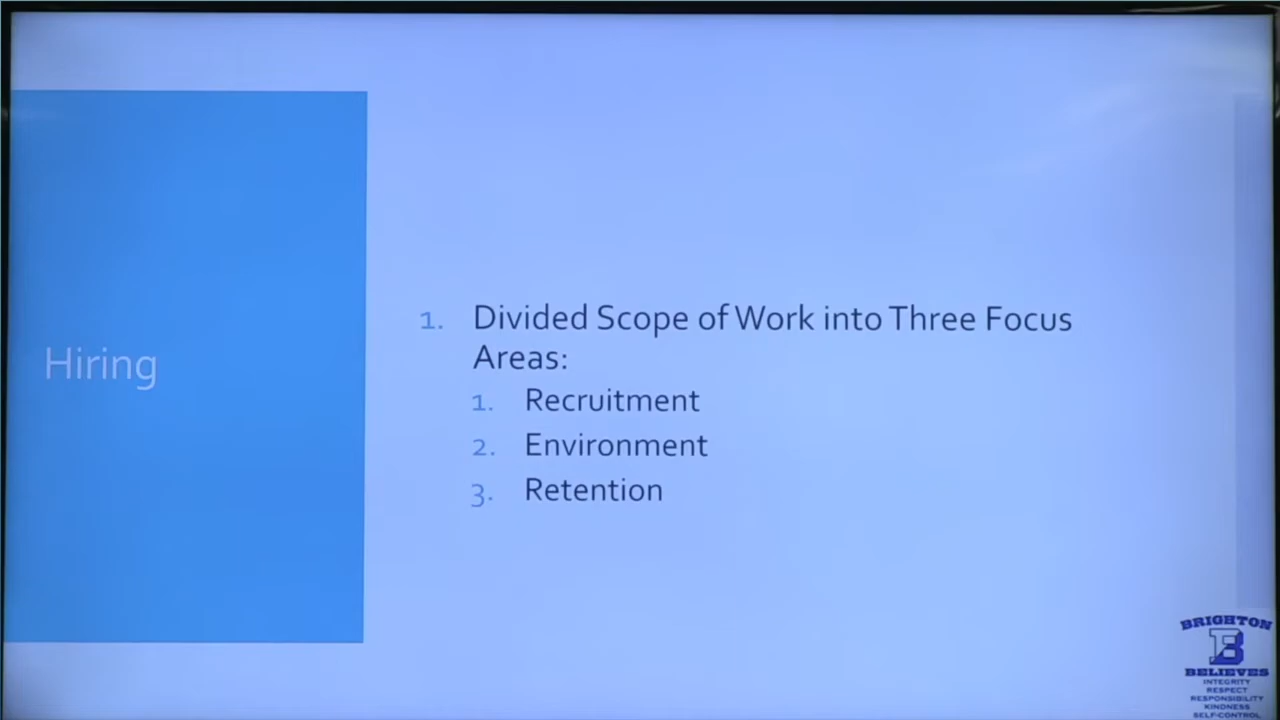 Hiring
1. Divided Scope of Work into Three Focus
Areas:
1. Recruitment
2. Environment
3. Retention
BRIGHTON
B
BELIEVES
INTEGRITY
RESPECT
RESPONSIBILITY
KINDNESS
SELF-CONTROL